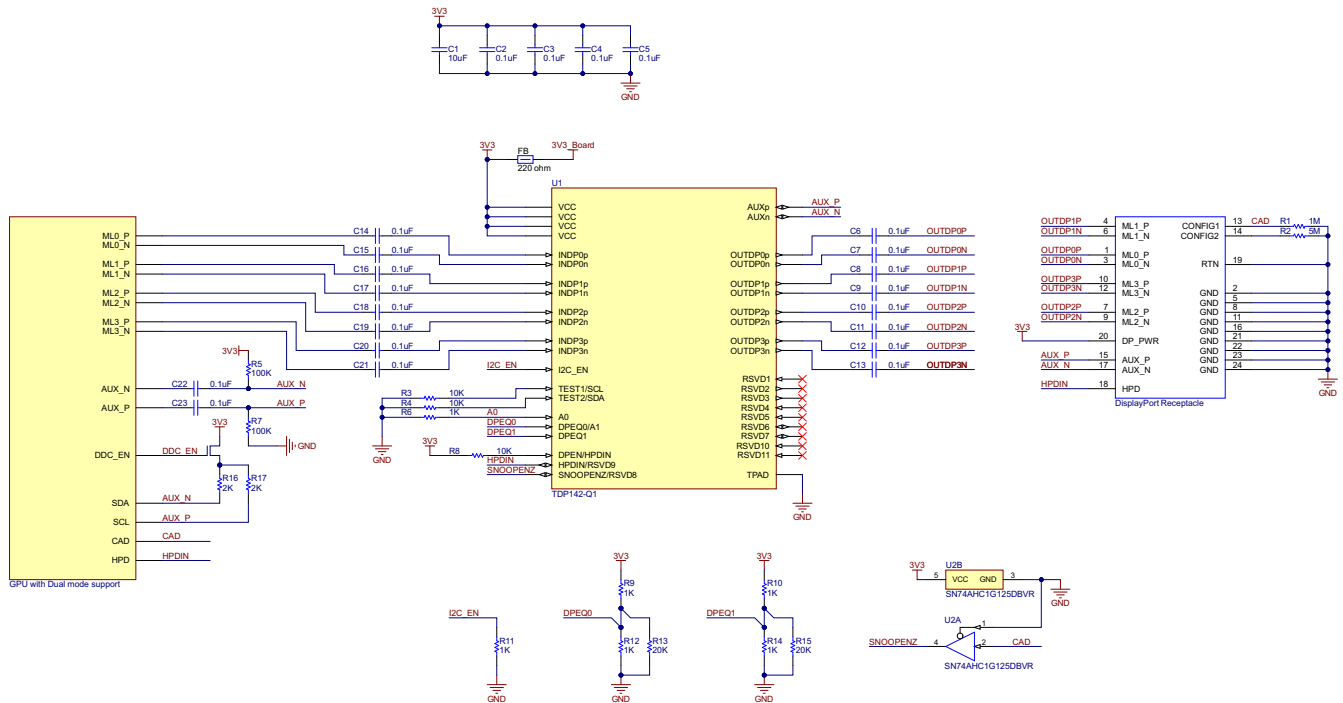 3V3
C1 10uF
C2 0.1uF
C3 0.1uF
C4 0.1uF
C5 0.1uF
GND
3V3
FB
220 ohm
3V3_Board
U1
VCC
VCC
VCC
VCC
INDP0p
INDP0n
INDP1p
INDP1n
INDP2p
INDP2n
INDP3p
INDP3n
I2C_EN
TEST1/SCL
TEST2/SDA
A0
DPEQ0/A1
DPEQ1
DPEN/HPDIN
HPDIN/RSVD9
SNOOPENZ/RSVD8
AUXp
AUXn
OUTDP0p
OUTDP0n
OUTDP1p
OUTDP1n
OUTDP2p
OUTDP2n
OUTDP3p
OUTDP3n
RSVD1
RSVD2
RSVD3
RSVD4
RSVD5
RSVD6
RSVD7
RSVD10
RSVD11
TPAD
TDP142-Q1
GND
AUX_P
AUX_N
C6 0.1uF OUTDP0P
C7 0.1uF OUTDP0N
C8 0.1uF OUTDP1P
C9 0.1uF OUTDP1N
C10 0.1uF OUTDP2P
C11 0.1uF OUTDP2N
C12 0.1uF OUTDP3P
C13 0.1uF OUTDP3N
ML0_P
ML0_N
ML1_P
ML1_N
ML2_P
ML2_N
ML3_P
ML3_N
AUX_N
AUX_P
DDC_EN
SDA
SCL
CAD
HPD
GPU with Dual mode support
C14 0.1uF
C15 0.1uF
C16 0.1uF
C17 0.1uF
C18 0.1uF
C19 0.1uF
C20 0.1uF
C21 0.1uF
3V3
R5
100K
C22 0.1uF AUX_N
C23 0.1uF AUX_P
R7
100K
GND
3V3
DDC_EN
R16
2K
R17
2K
AUX_N
AUX_P
CAD
HPDIN
I2C_EN
R3 10K
R4 10K
R6 1K
GND
A0
DPEQ0
DPEQ1
3V3
R8 10K
HPDIN
SNOOPENZ
OUTDP1P 4 ML1_P
OUTDP1N 6 ML1_N
OUTDP0P 1 ML0_P
OUTDP0N 3 ML0_N
OUTDP3P 10 ML3_P
OUTDP3N 12 ML3_N
OUTDP2P 7 ML2_P
OUTDP2N 9 ML2_N
3V3
20 DP_PWR
AUX_P 15 AUX_P
AUX_N 17 AUX_N
HPDIN 18 HPD
CONFIG1 13 CAD R1 1M
CONFIG2 14 R2 5M
RTN 19
GND 2
GND 5
GND 8
GND 11
GND 16
GND 21
GND 22
GND 23
GND 24
GND
DisplayPort Receptacle
I2C_EN
R11
1K
GND
3V3
R9
1K
DPEQ0
R12
1K
R13
20K
GND
3V3
R10
1K
DPEQ1
R14
1K
R15
20K
GND
U2B
3V3 5 VCC GND 3
SN74AHC1G125DBVR
GND
U2A
1
SNOOPENZ 4 2 CAD
SN74AHC1G125DBVR